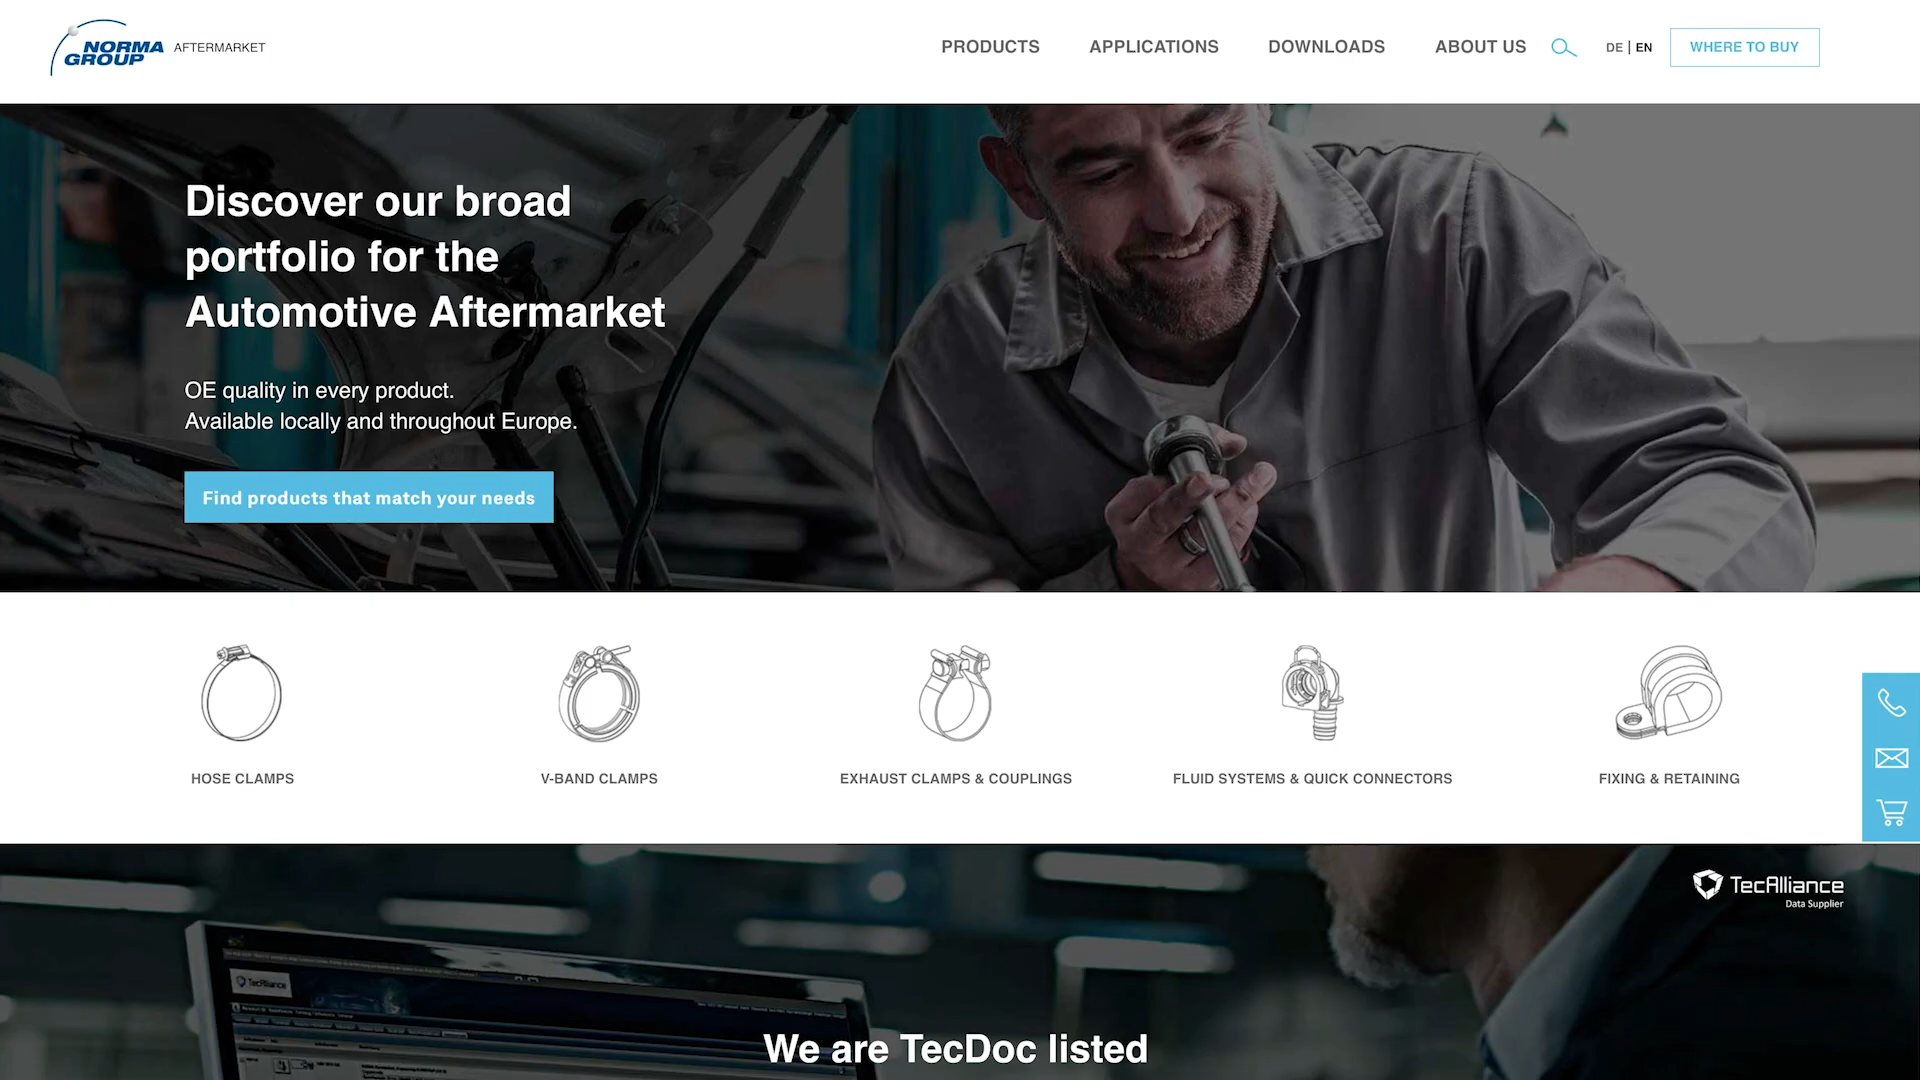 NORMA
GROUP
AFTERMARKET
PRODUCTS
APPLICATIONS
DOWNLOADS
ABOUT US
DE | EN
WHERE TO BUY
Discover our broad
portfolio for the
Automotive Aftermarket
OE quality in every product.
Available locally and throughout Europe.
Find products that match your needs
HOSE CLAMPS
V-BAND CLAMPS
EXHAUST CLAMPS & COUPLINGS
FLUID SYSTEMS & QUICK CONNECTORS
FIXING & RETAINING
TecAlliance
Data Supplier
TecAlliance
We are TecDoc listed